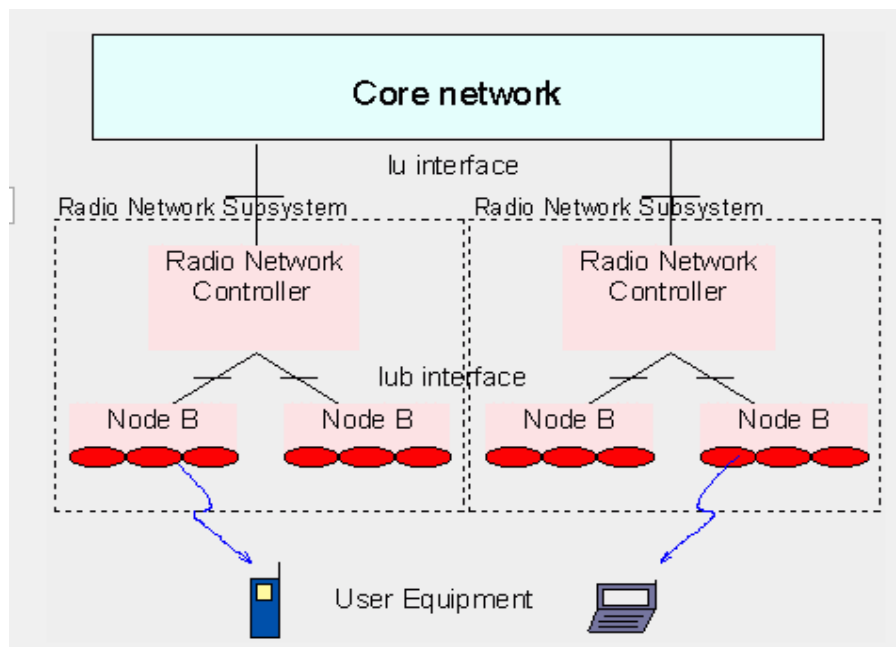 Core network
Iu interface
Radio Network Subsystem
Radio Network Subsystem
Radio Network
Controller
Radio Network
Controller
Iub interface
Node B
Node B
Node B
Node B
User Equipment